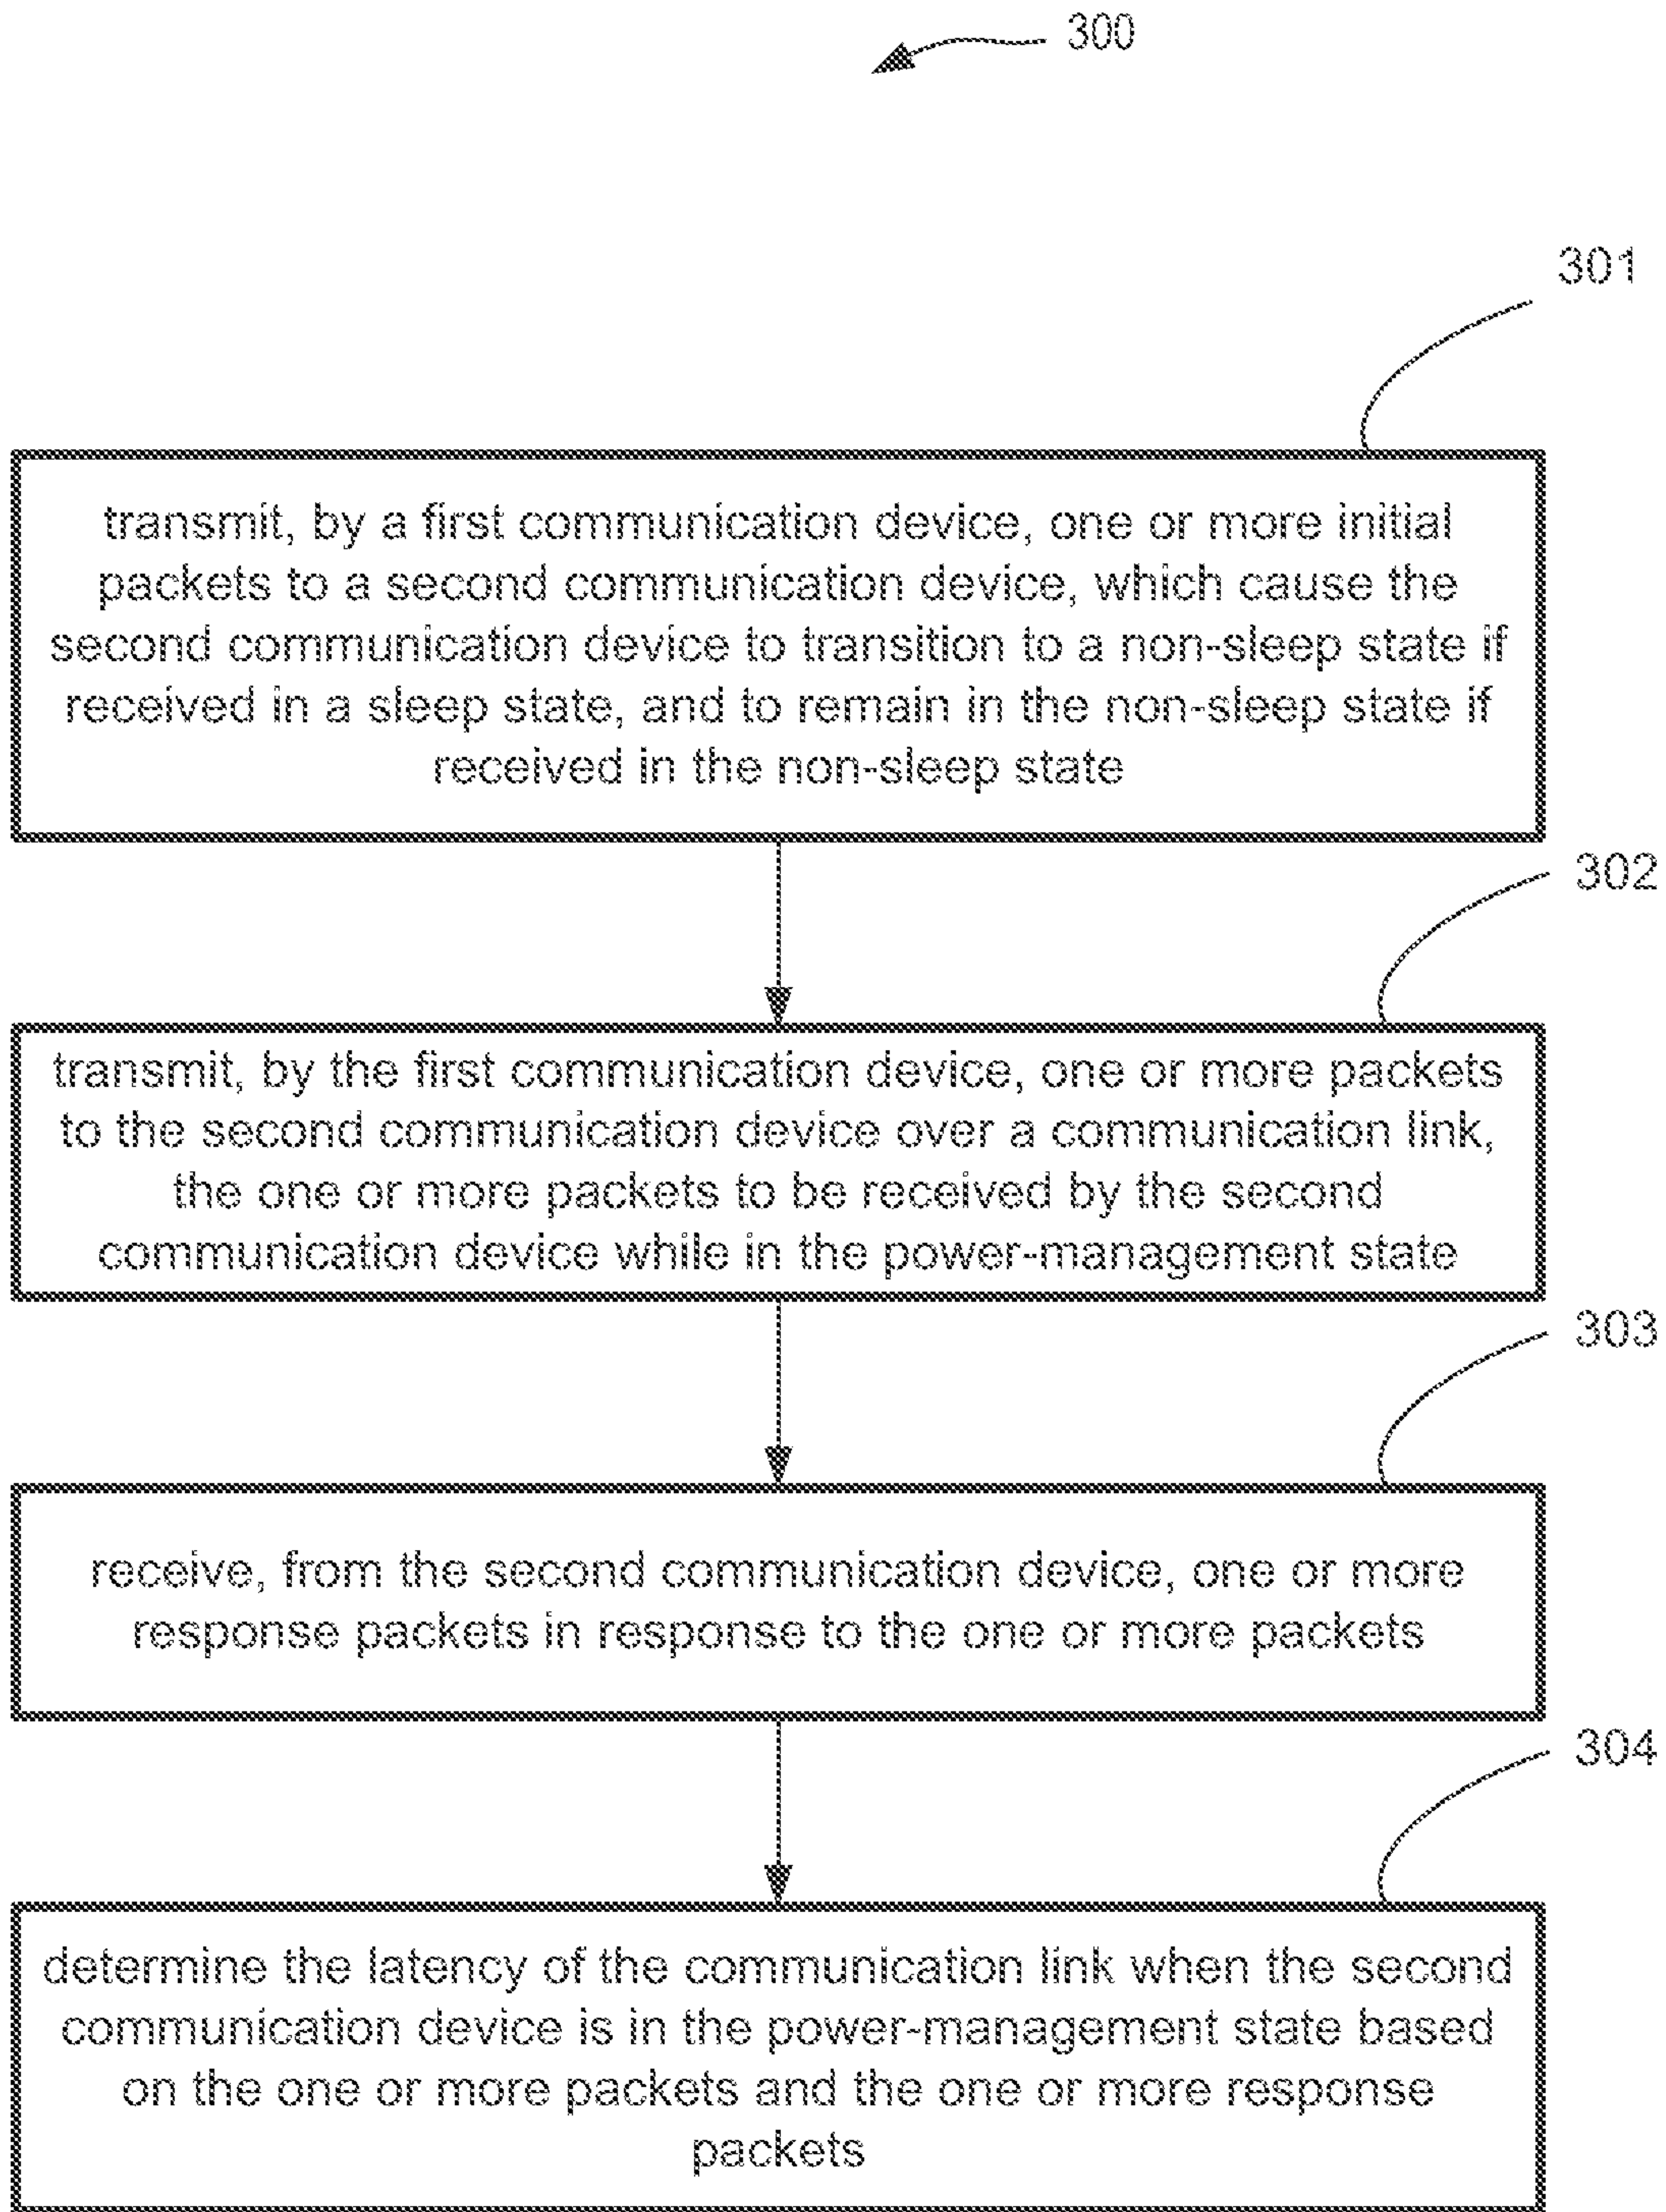 300
301
transmit, by a first communication device, one or more initial
packets to a second communication device, which cause the
second communication device to transition to a non-sleep state if
received in a sleep state, and to remain in the non-sleep state if
received in the non-sleep state
302
transmit, by the first communication device, one or more packets
to the second communication device over a communication link,
the one or more packets to be received by the second
communication device while in the power-management state
303
receive, from the second communication device, one or more
response packets in response to the one or more packets
304
determine the latency of the communication link when the second
communication device is in the power-management state based
on the one or more packets and the one or more response
packets